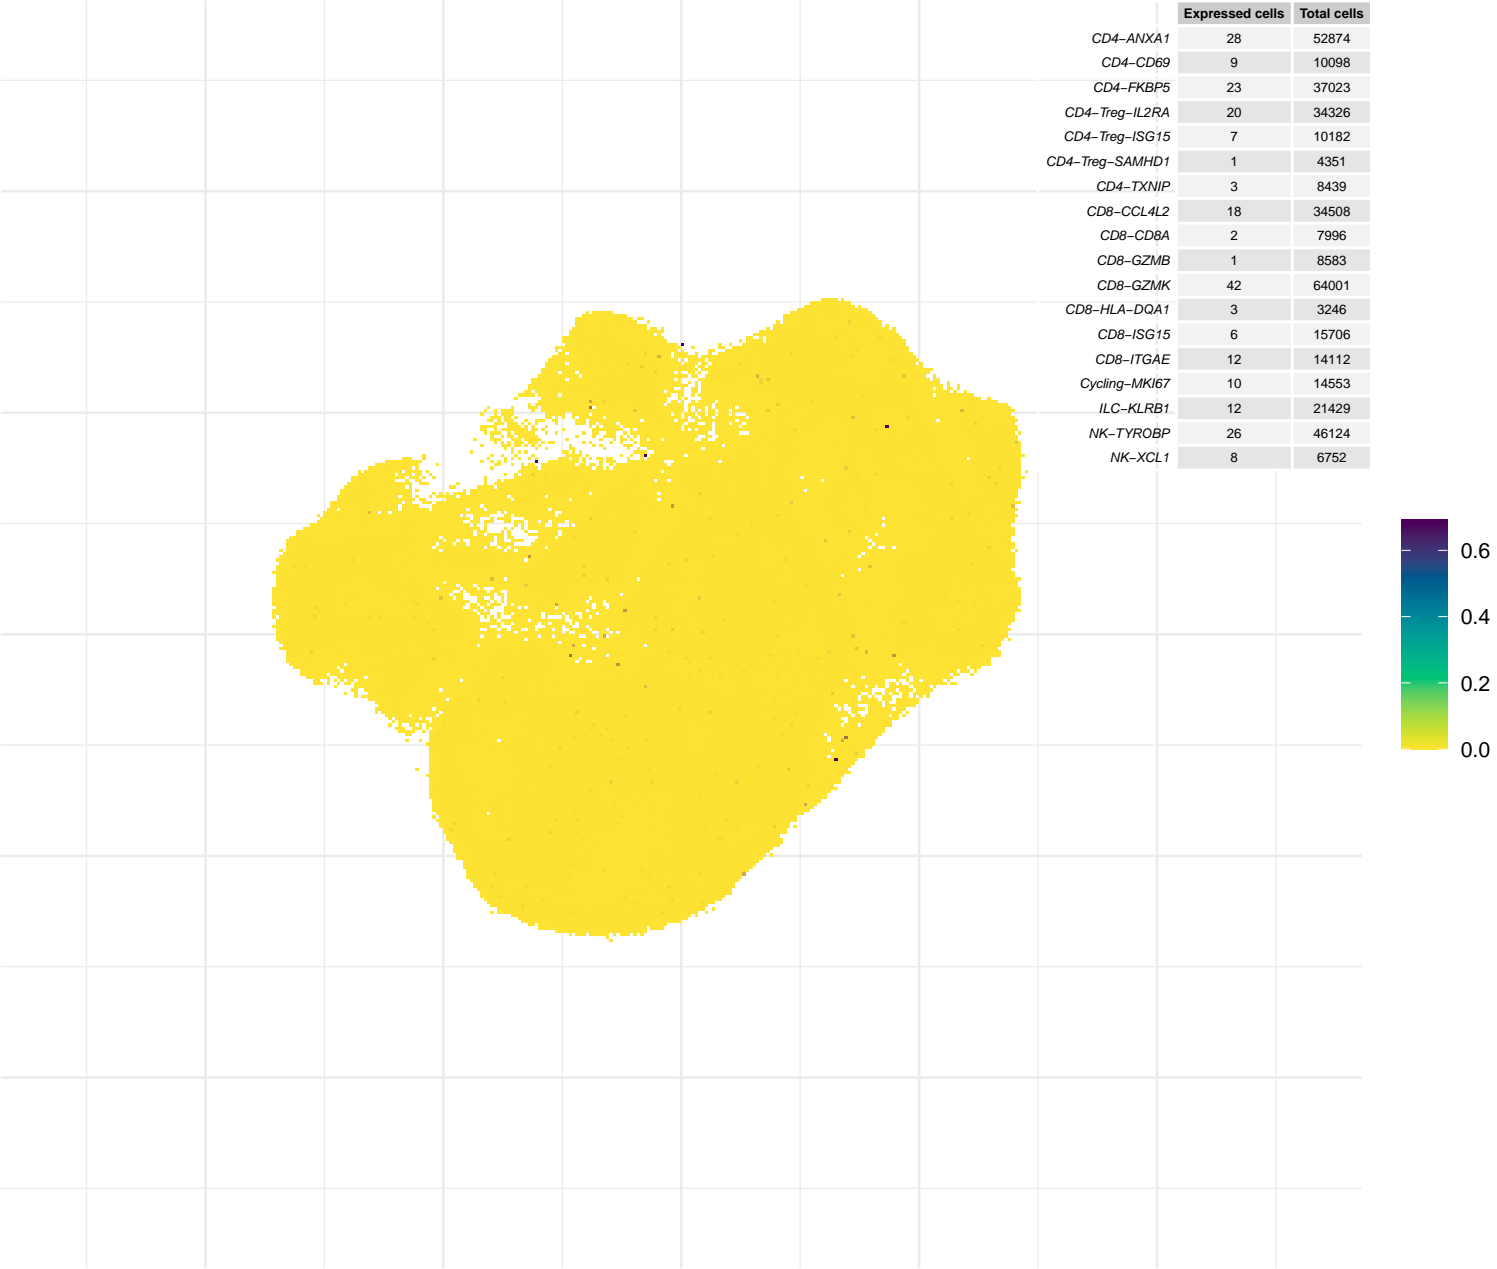 Expressed cells Total cells
CD4−ANXA1 28 52874
CD4−CD69 9 10098
CD4−FKBP5 23 37023
CD4−Treg−IL2RA 20 34326
CD4−Treg−ISG15 7 10182
CD4−Treg−SAMHD1 1 4351
CD4−TXNIP 3 8439
CD8−CCL4L2 18 34508
CD8−CD8A 2 7996
CD8−GZMB 1 8583
CD8−GZMK 42 64001
CD8−HLA−DQA1 3 3246
CD8−ISG15 6 15706
CD8−ITGAE 12 14112
Cycling−MKI67 10 14553
ILC−KLRB1 12 21429
NK−TYROBP 26 46124
NK−XCL1 8 6752
0.6
0.4
0.2
0.0